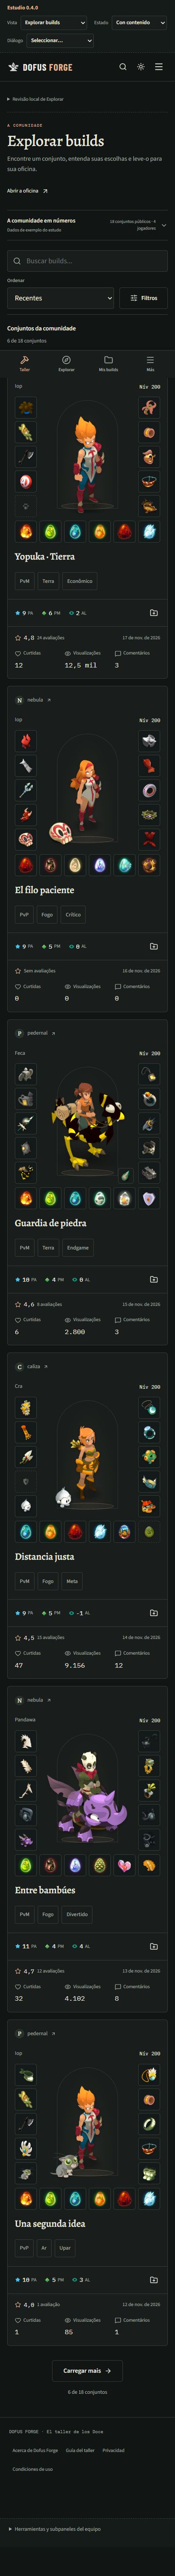 Estudio 0.4.0
Vista Explorar builds Estado Con contenido
Diálogo Seleccionar...
DOFUS FORGE
Revisão local de Explorar
A COMUNIDADE
Explorar builds
Encontre um conjunto, entenda suas escolhas e leve-o para sua oficina.
Abrir a oficina
A comunidade em números
Dados de exemplo do estudo
18 conjuntos públicos · 4 jogadores
Buscar builds...
Ordenar
Recentes
Filtros
Conjuntos da comunidade
6 de 18 conjuntos
Taller
Explorar
Mis builds
Más
Iop
Niv 200
Yopuka · Tierra
PvM Terra Econômico
9 PA 6 PM 2 AL
4,8 24 avaliações 17 de nov. de 2026
Curtidas Visualizações Comentários
12 12,5 mil 3
N nebula
Iop Niv 200
El filo paciente
PvP Fogo Crítico
9 PA 5 PM 0 AL
Sem avaliações 16 de nov. de 2026
Curtidas Visualizações Comentários
0 0 0
P pedernal
Feca Niv 200
Guardia de piedra
PvM Terra Endgame
10 PA 4 PM 0 AL
4,6 8 avaliações 15 de nov. de 2026
Curtidas Visualizações Comentários
6 2.800 3
C caliza
Cra Niv 200
Distancia justa
PvM Fogo Meta
9 PA 5 PM -1 AL
4,5 25 avaliações 14 de nov. de 2026
Curtidas Visualizações Comentários
47 9.156 12
N nebula
Pandawa Niv 200
Entre bambúes
PvM Fogo Divertido
11 PA 4 PM 4 AL
4,7 12 avaliações 13 de nov. de 2026
Curtidas Visualizações Comentários
32 4.102 8
P pedernal
Iop Niv 200
Una segunda idea
PvP Ar Upar
10 PA 5 PM 3 AL
4,0 1 avaliação 12 de nov. de 2026
Curtidas Visualizações Comentários
1 85 1
Carregar mais
6 de 18 conjuntos
DOFUS FORGE · El taller de los Doce
Acerca de Dofus Forge Guía del taller Privacidad
Condiciones de uso
Herramientas y subpaneles del equipo